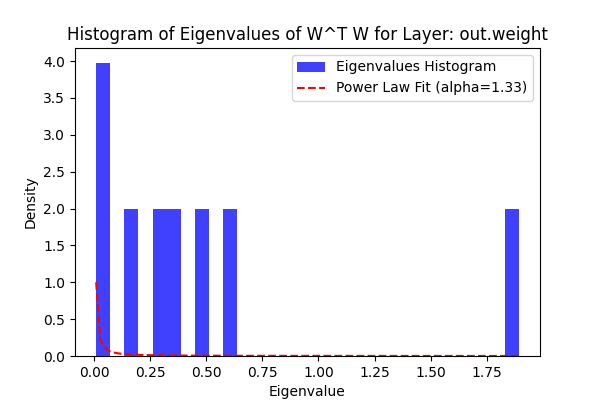 Histogram of Eigenvalues of W^T W for Layer: out.weight
Eigenvalues Histogram
Power Law Fit (alpha=1.33)
4.0
3.5
3.0
2.5
2.0
1.5
1.0
0.5
0.0
Density
0.00 0.25 0.50 0.75 1.00 1.25 1.50 1.75
Eigenvalue